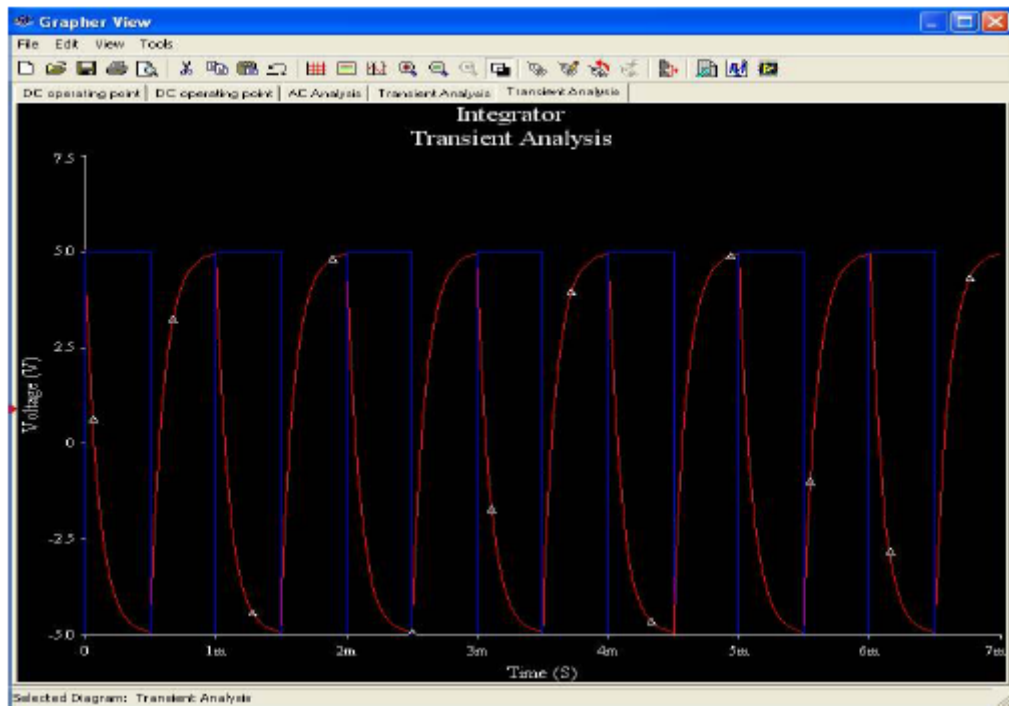 Grapher View
File Edit View Tools
DC operating point DC operating point AC Analysis Transient Analysis Transient Analysis
Integrator
Transient Analysis
7.5
5.0
2.5
Voltage (V)
0
-2.5
-5.0
0 1m 2m 3m 4m 5m 6m 7m
Time (S)
Selected Diagram: Transient Analysis